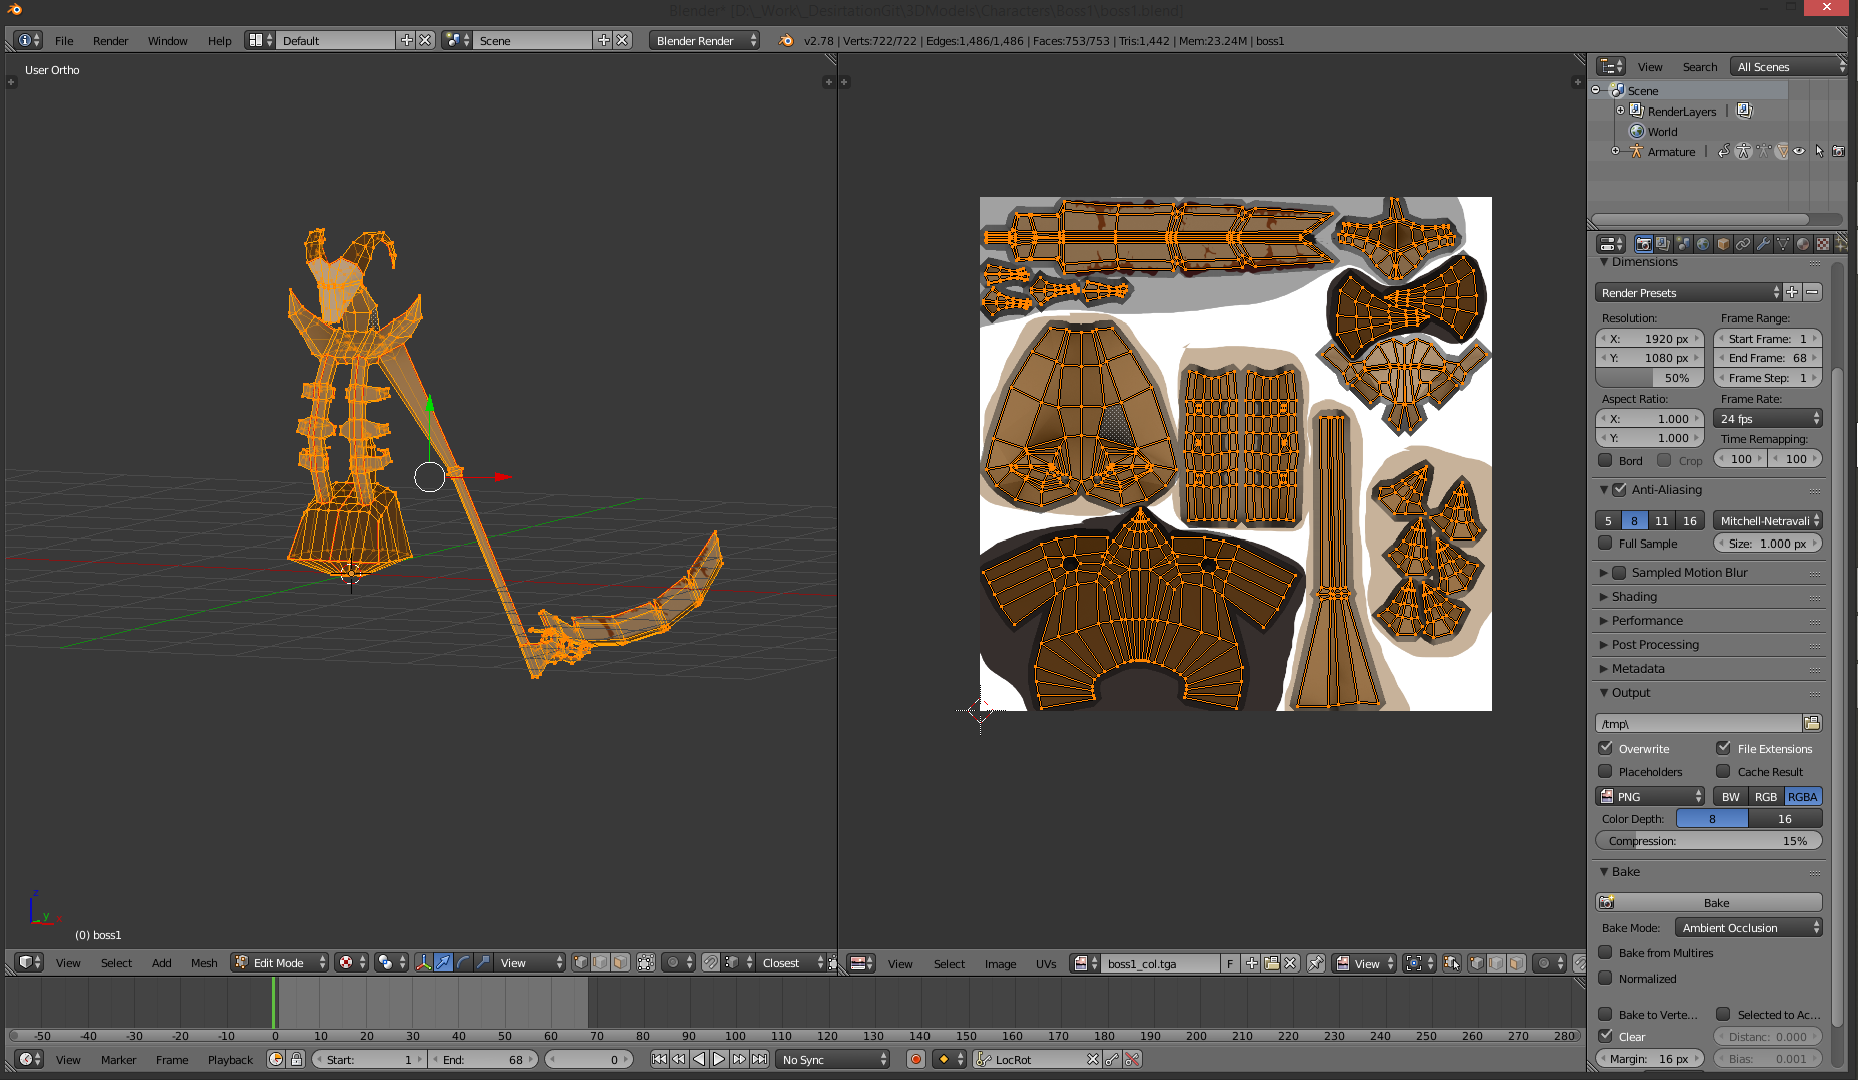 Blender* [D:\_Work\_DesirtationGit\3DModels\Characters\Boss1\boss1.blend]
File Render Window Help Default Scene Blender Render v2.78 | Verts:722/722 | Edges:1,486/1,486 | Faces:753/753 | Tris:1,442 | Mem:23.24M | boss1
User Ortho
View Search All Scenes
Scene
RenderLayers
World
Armature
Dimensions
Render Presets
Resolution: Frame Range:
X: 1920 px Start Frame: 1
Y: 1080 px End Frame: 68
50% Frame Step: 1
Aspect Ratio: Frame Rate:
X: 1.000 24 fps
Y: 1.000 Time Remapping:
Bord Crop 100 100
Anti-Aliasing
5 8 11 16 Mitchell-Netravali
Full Sample Size: 1.000 px
Sampled Motion Blur
Shading
Performance
Post Processing
Metadata
Output
/tmp\
Overwrite File Extensions
Placeholders Cache Result
PNG BW RGB RGBA
Color Depth: 8 16
Compression: 15%
Bake
Bake
Bake Mode: Ambient Occlusion
Bake from Multires
Normalized
Bake to Verte... Selected to Ac...
Clear Distanc: 0.000
Margin: 16 px Bias: 0.001
z
y x
(0) boss1
View Select Add Mesh Edit Mode View Closest
View Select Image UVs boss1_col.tga F View
-50 -40 -30 -20 -10 0 10 20 30 40 50 60 70 80 90 100 110 120 130 140 150 160 170 180 190 200 210 220 230 240 250 260 270 280
View Marker Frame Playback Start: 1 End: 68 0 No Sync LocRot